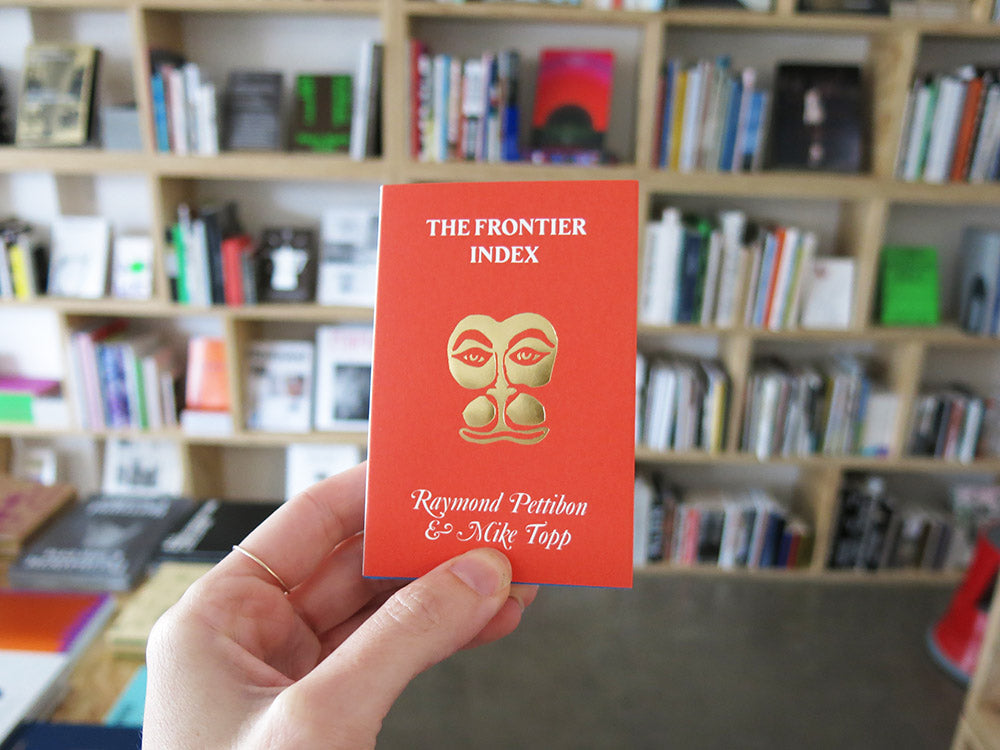 THE FRONTIER
INDEX
Raymond Pettibon
& Mike Topp